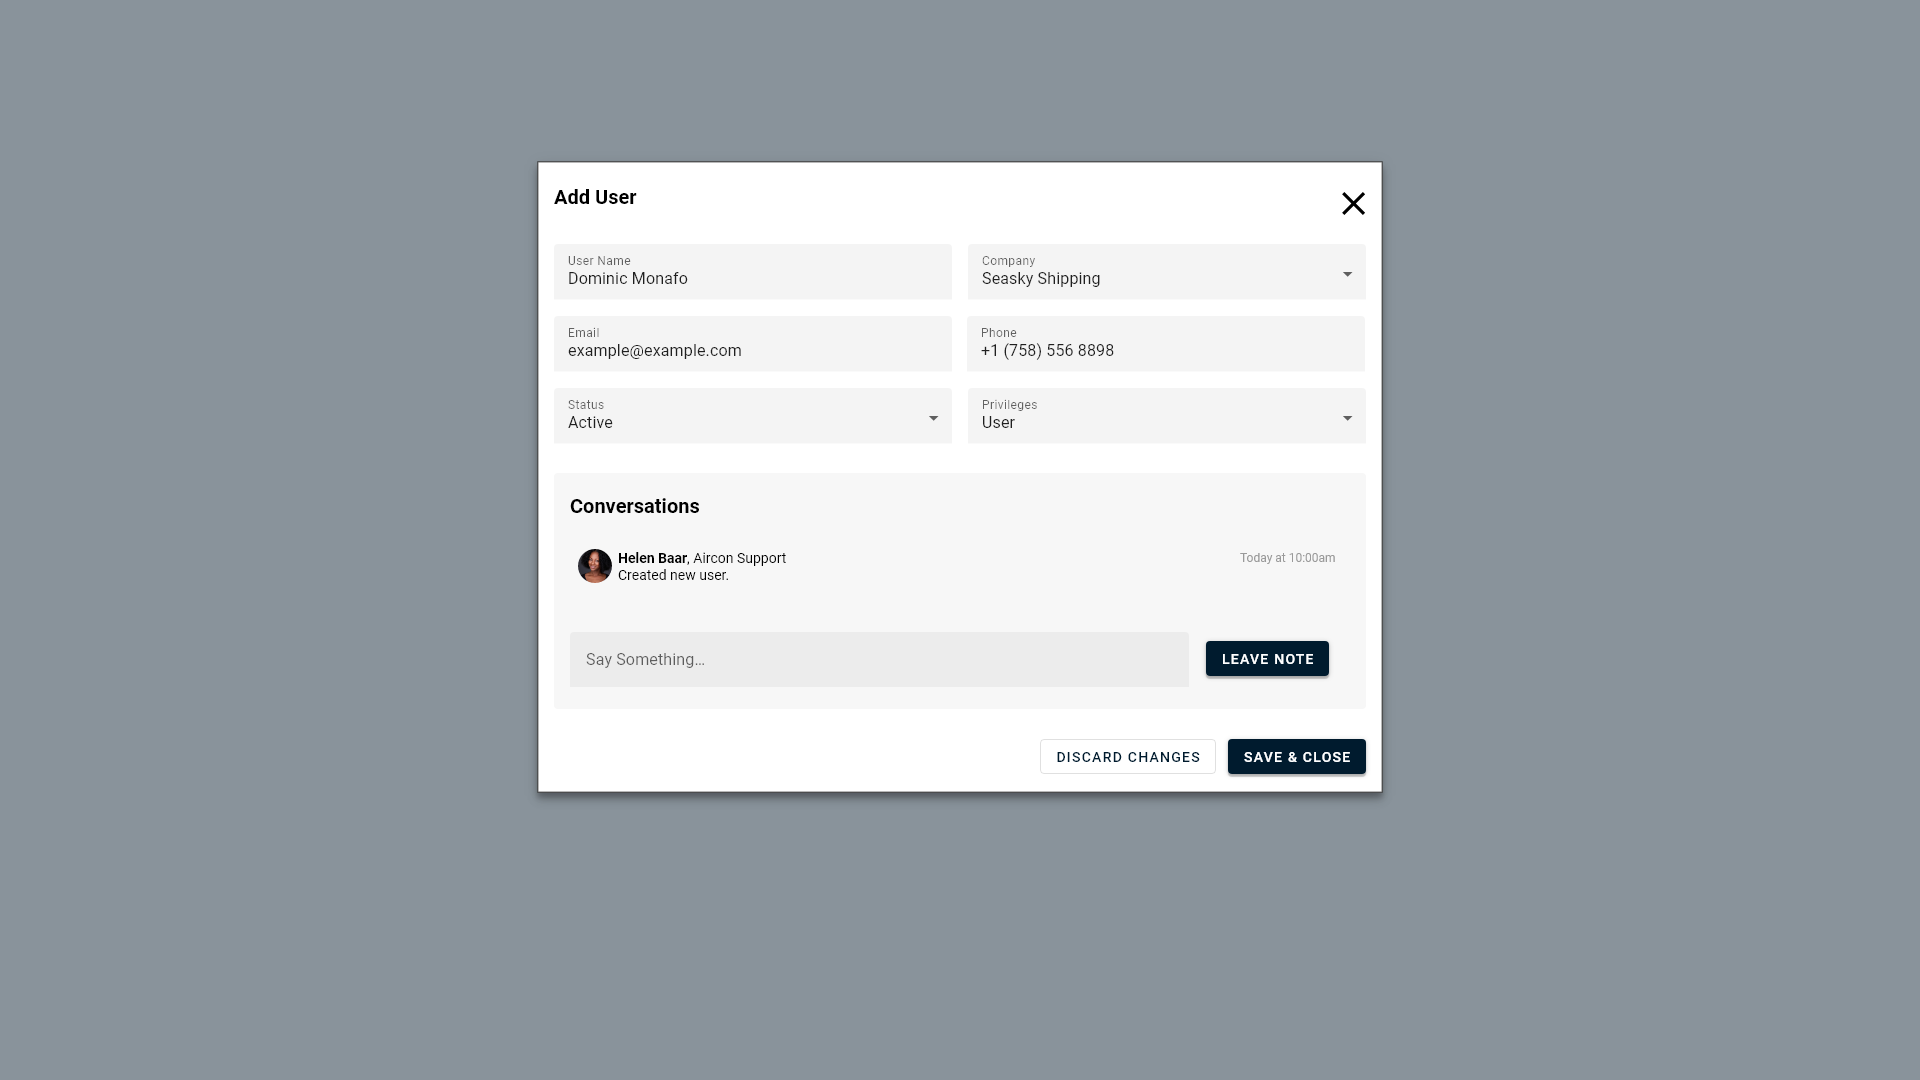 Add User
User Name
Dominic Monafo
Company
Seasky Shipping
Email
example@example.com
Phone
+1 (758) 556 8898
Status
Active
Privileges
User
Conversations
Helen Baar, Aircon Support
Today at 10:00am
Created new user.
Say Something...
LEAVE NOTE
DISCARD CHANGES
SAVE & CLOSE